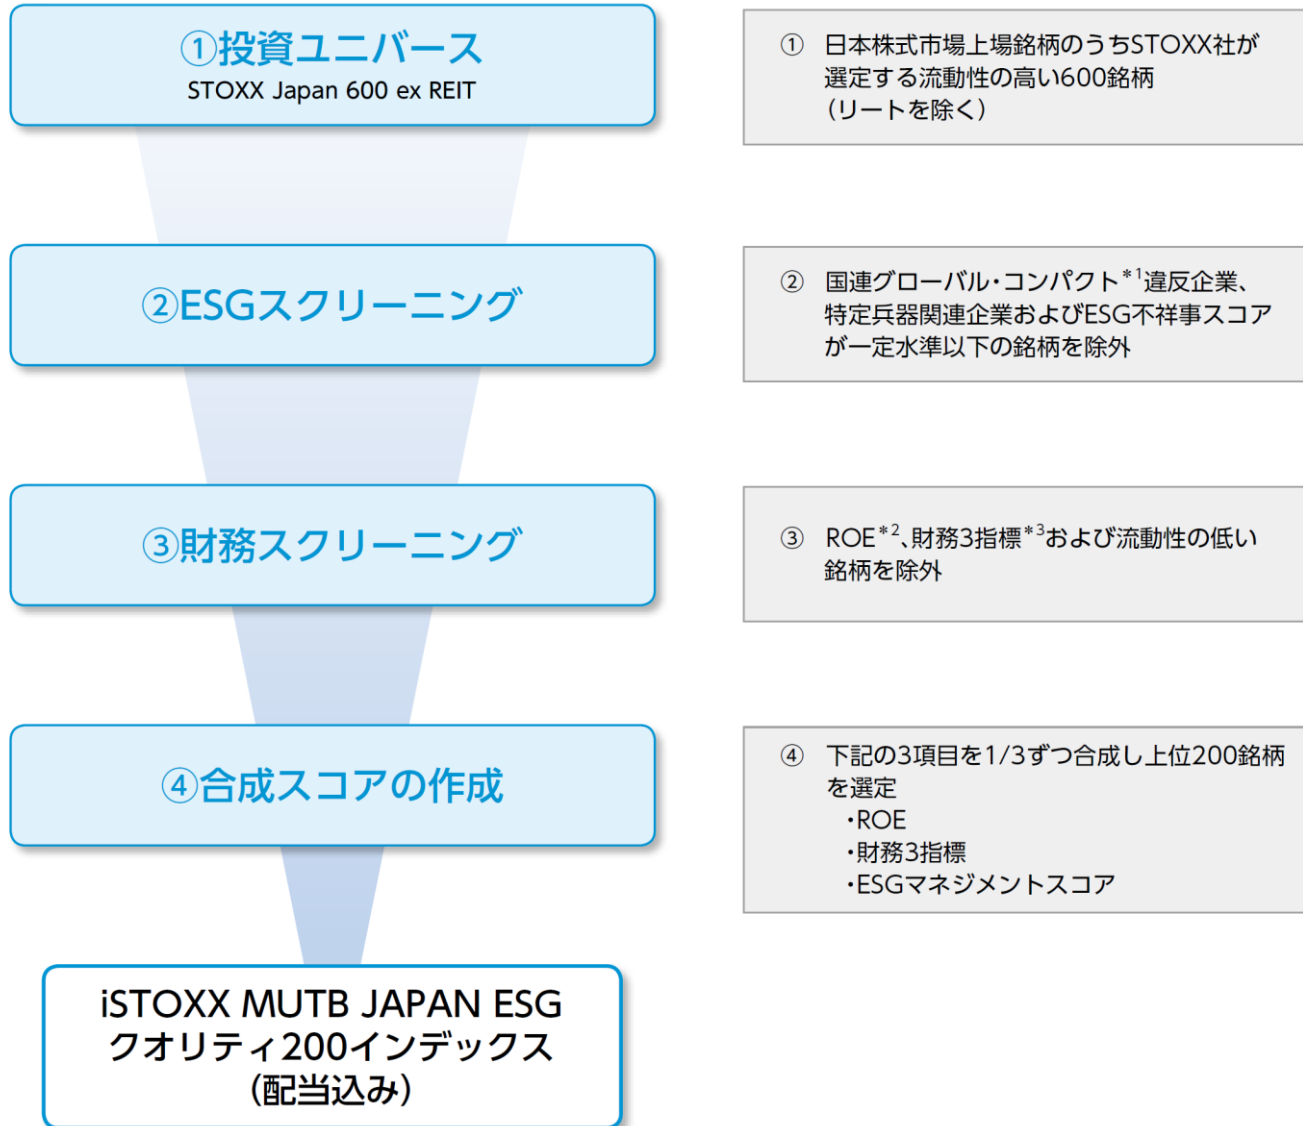 ①投資ユニバース
STOXX Japan 600 ex REIT
① 日本株式市場上場銘柄のうちSTOXX社が
選定する流動性の高い600銘柄
（リートを除く）
②ESGスクリーニング
② 国連グローバル・コンパクト*1違反企業、
特定兵器関連企業およびESG不祥事スコア
が一定水準以下の銘柄を除外
③財務スクリーニング
③ ROE*2、財務3指標*3および流動性の低い
銘柄を除外
④合成スコアの作成
④ 下記の3項目を1/3ずつ合成し上位200銘柄
を選定
・ROE
・財務3指標
・ESGマネジメントスコア
iSTOXX MUTB JAPAN ESG
クオリティ200インデックス
（配当込み）